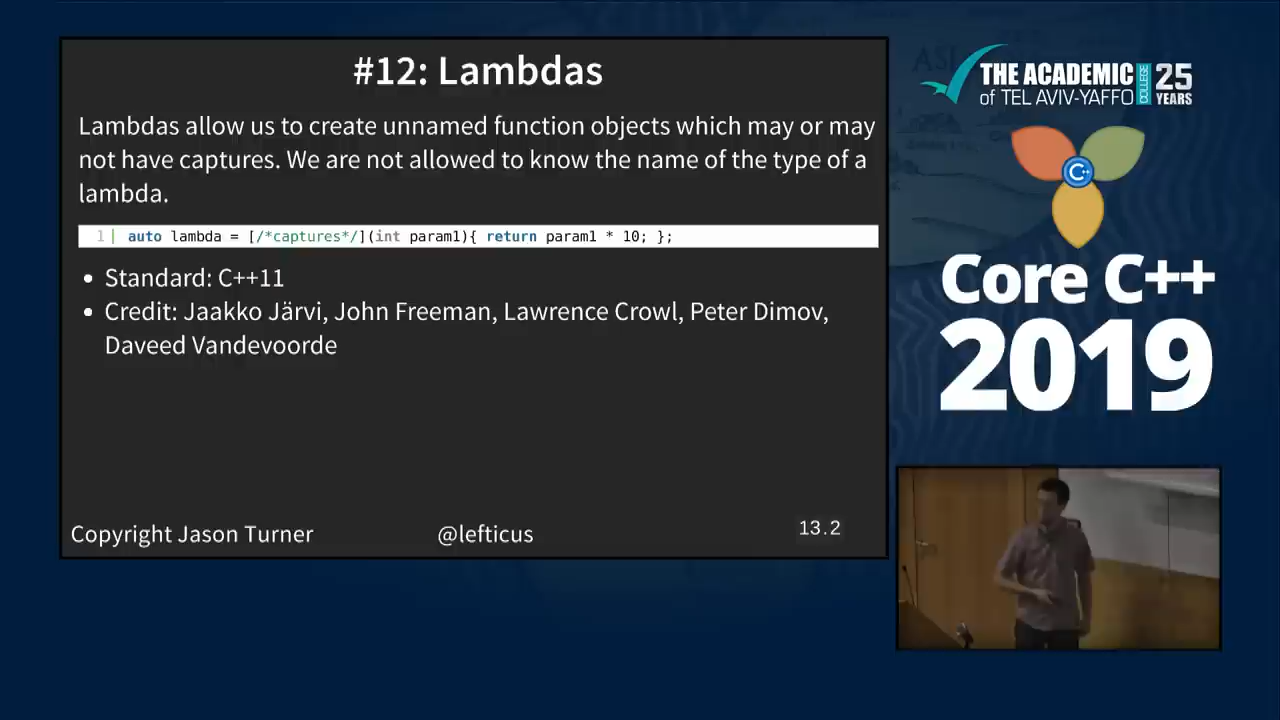 #12: Lambdas
Lambdas allow us to create unnamed function objects which may or may
not have captures. We are not allowed to know the name of the type of a
lambda.
1 auto lambda = [/*captures*/](int param1){ return param1 * 10; };
• Standard: C++11
• Credit: Jaakko Järvi, John Freeman, Lawrence Crowl, Peter Dimov,
Daveed Vandevoorde
Copyright Jason Turner @lefticus 13.2
THE ACADEMIC COLLEGE 25
of TEL AVIV-YAFFO YEARS
C++
Core C++
2019